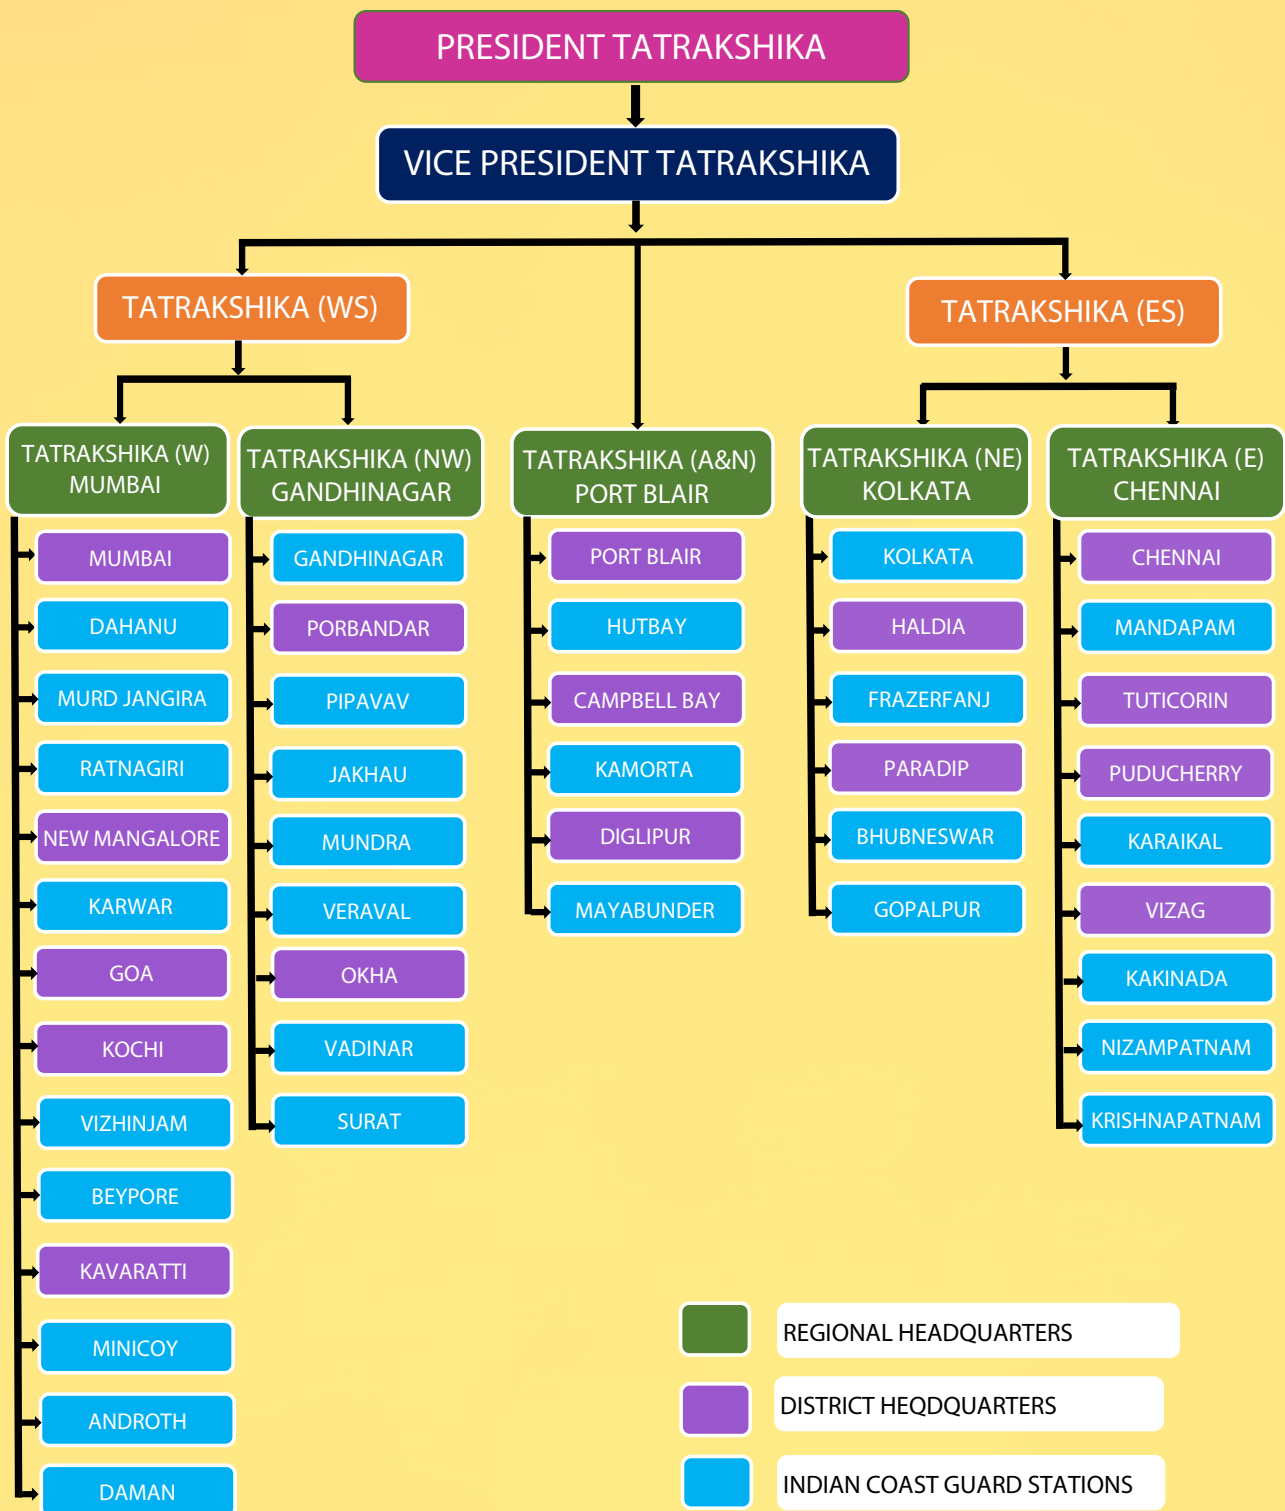 PRESIDENT TATRAKSHIKA
VICE PRESIDENT TATRAKSHIKA
TATRAKSHIKA (WS)
TATRAKSHIKA (ES)
TATRAKSHIKA (W)
MUMBAI
MUMBAI
DAHANU
MURD JANGIRA
RATNAGIRI
NEW MANGALORE
KARWAR
GOA
KOCHI
VIZHINJAM
BEYPORE
KAVARATTI
MINICOY
ANDROTH
DAMAN
TATRAKSHIKA (NW)
GANDHINAGAR
GANDHINAGAR
PORBANDAR
PIPAVAV
JAKHAU
MUNDRA
VERAVAL
OKHA
VADINAR
SURAT
TATRAKSHIKA (A&N)
PORT BLAIR
PORT BLAIR
HUTBAY
CAMPBELL BAY
KAMORTA
DIGLIPUR
MAYABUNDER
TATRAKSHIKA (NE)
KOLKATA
KOLKATA
HALDIA
FRAZERFANJ
PARADIP
BHUBNESWAR
GOPALPUR
TATRAKSHIKA (E)
CHENNAI
CHENNAI
MANDAPAM
TUTICORIN
PUDUCHERRY
KARAIKAL
VIZAG
KAKINADA
NIZAMPATNAM
KRISHNAPATNAM
REGIONAL HEADQUARTERS
DISTRICT HEQDQUARTERS
INDIAN COAST GUARD STATIONS